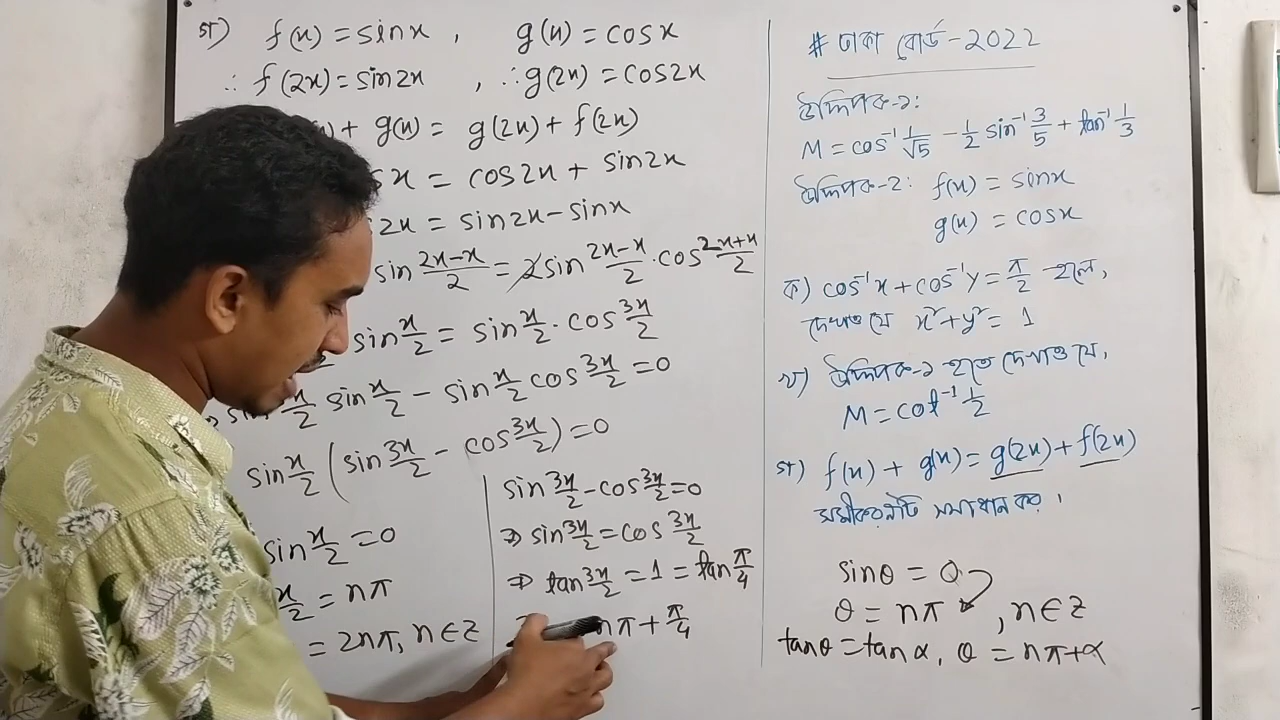 গ) f(x) = sinx , g(x) = cosx
∴ f(2x) = sin2x , ∴ g(2x) = cos2x
+ g(x) = g(2x) + f(2x)
x = cos2x + sin2x
2x = sin2x - sinx
sin (2x-x)/2 = 2sin (2x-x)/2 · cos (2x+x)/2
sin x/2 = sin x/2 · cos 3x/2
sin x/2 - sin x/2 cos 3x/2 = 0
sin x/2 (sin 3x/2 - cos 3x/2) = 0
sin x/2 = 0
x/2 = nπ
= 2nπ, n ∈ Z
sin 3x/2 - cos 3x/2 = 0
⇒ sin 3x/2 = cos 3x/2
⇒ tan 3x/2 = 1 = tan π/4
nπ + π/4
# ঢাকা বোর্ড - 2022
উদ্দিপক-১:
M = cos⁻¹ 1/√5 - 1/2 sin⁻¹ 3/5 + tan⁻¹ 1/3
উদ্দিপক-2: f(x) = sinx
g(x) = cosx
ক) cos⁻¹x + cos⁻¹y = π/2 হলে,
দেখাও যে x² + y² = 1
খ) উদ্দিপক-১ হতে দেখাও যে,
M = cot⁻¹ 1/2
গ) f(x) + g(x) = g(2x) + f(2x)
সমীকরনটি সমাধান কর ।
sinθ = 0
θ = nπ , n ∈ Z
tanθ = tanα, θ = nπ + α